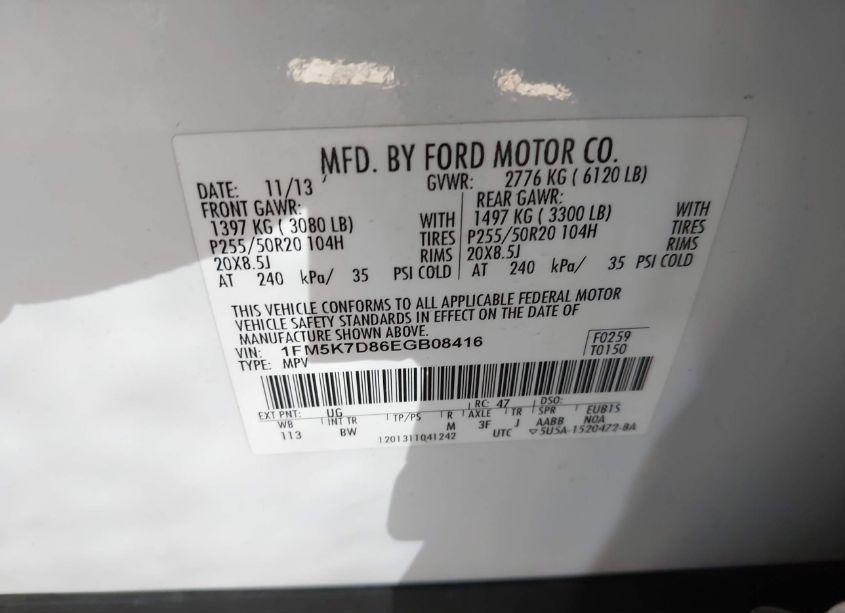 MFD. BY FORD MOTOR CO.
DATE: 11/13 GVWR: 2776 KG ( 6120 LB)
FRONT GAWR: REAR GAWR:
1397 KG ( 3080 LB) WITH 1497 KG ( 3300 LB) WITH
P255/50R20 104H TIRES P255/50R20 104H TIRES
20X8.5J RIMS 20X8.5J RIMS
AT 240 kPa/ 35 PSI COLD AT 240 kPa/ 35 PSI COLD
THIS VEHICLE CONFORMS TO ALL APPLICABLE FEDERAL MOTOR
VEHICLE SAFETY STANDARDS IN EFFECT ON THE DATE OF
MANUFACTURE SHOWN ABOVE.
VIN: 1FM5K7D86EGB08416 F0259
TYPE: MPV T0150
RC: 47 DSO:
EXT PNT: UG EU815
WB INT TR TP/PS R AXLE TR SPR N0A
113 BW M 3F J AABB
1201311041242 UTC ▽5U5A-1520472-BA